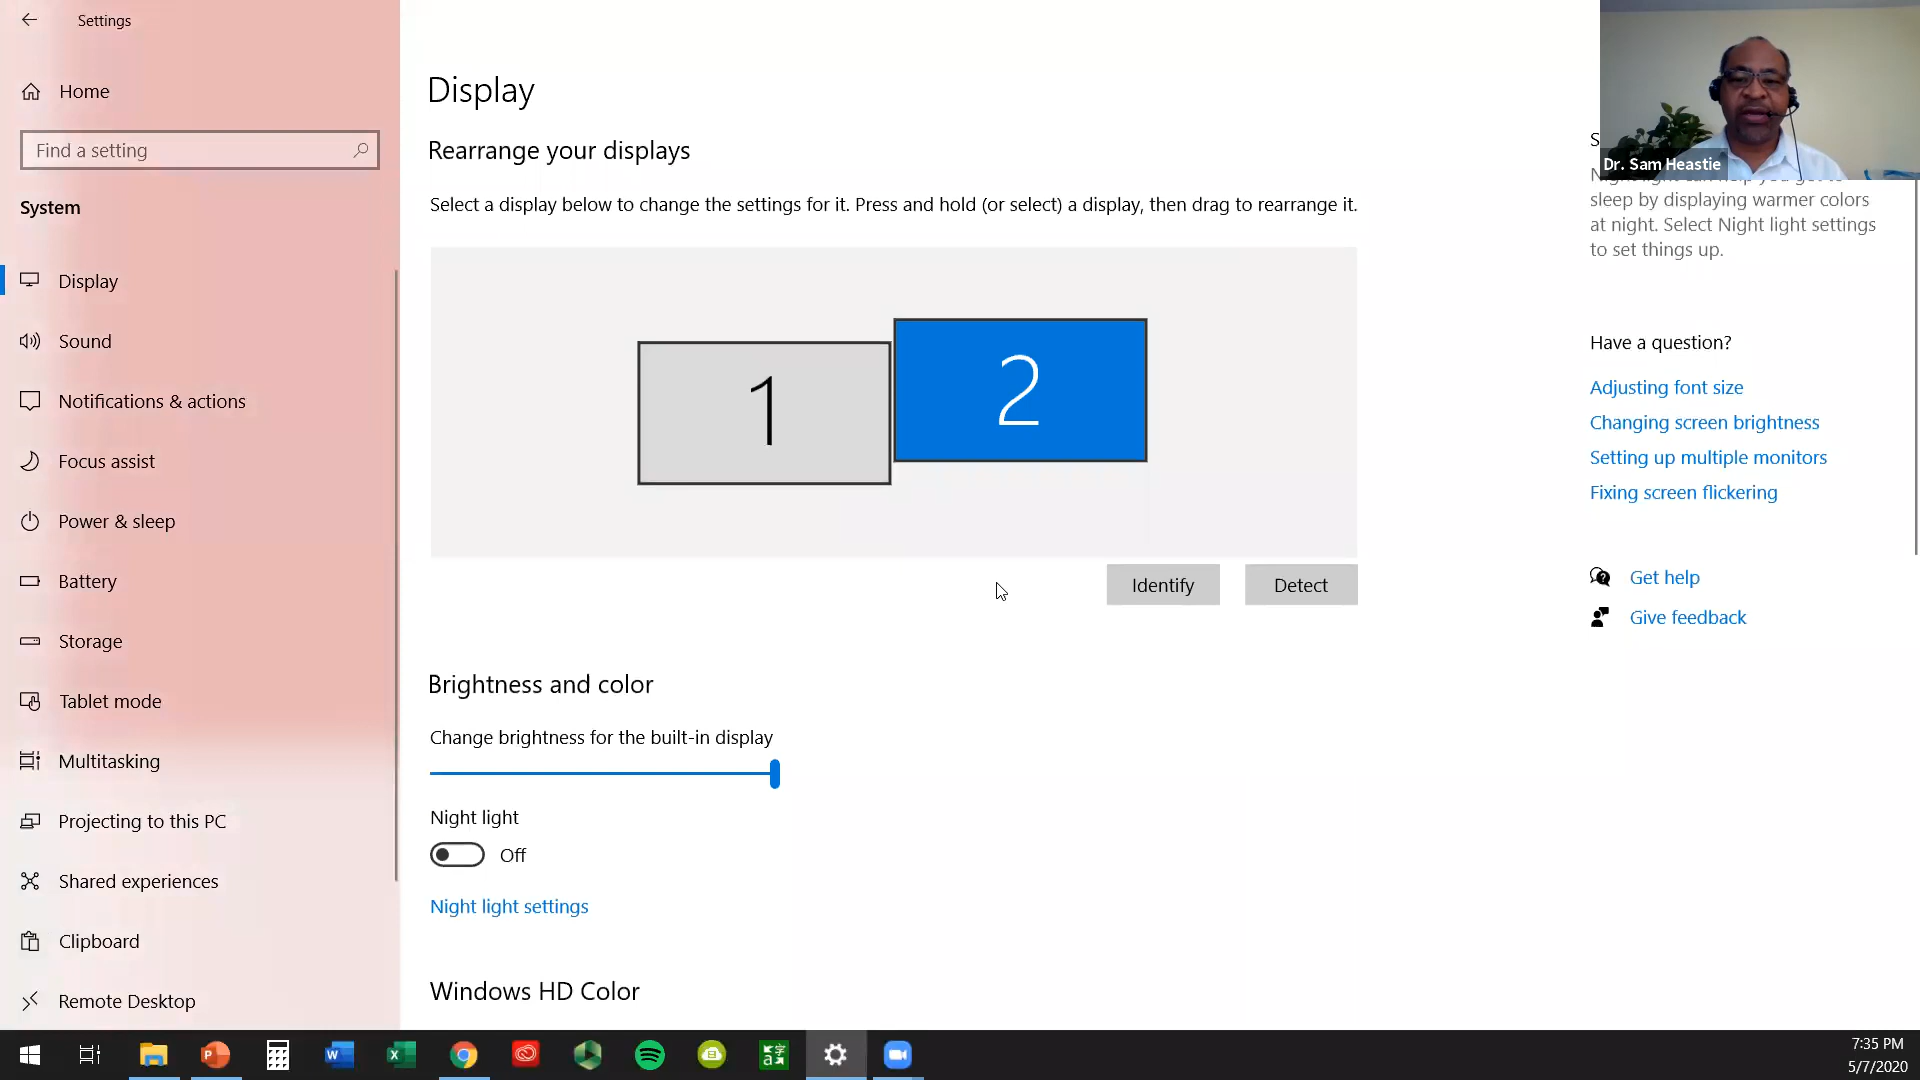 Settings
Home
Find a setting
System
Display
Sound
Notifications & actions
Focus assist
Power & sleep
Battery
Storage
Tablet mode
Multitasking
Projecting to this PC
Shared experiences
Clipboard
Remote Desktop
Display
Rearrange your displays
Select a display below to change the settings for it. Press and hold (or select) a display, then drag to rearrange it.
1
2
Identify
Detect
Brightness and color
Change brightness for the built-in display
Night light
Off
Night light settings
Windows HD Color
Dr. Sam Heastie
sleep by displaying warmer colors
at night. Select Night light settings
to set things up.
Have a question?
Adjusting font size
Changing screen brightness
Setting up multiple monitors
Fixing screen flickering
Get help
Give feedback
7:35 PM
5/7/2020